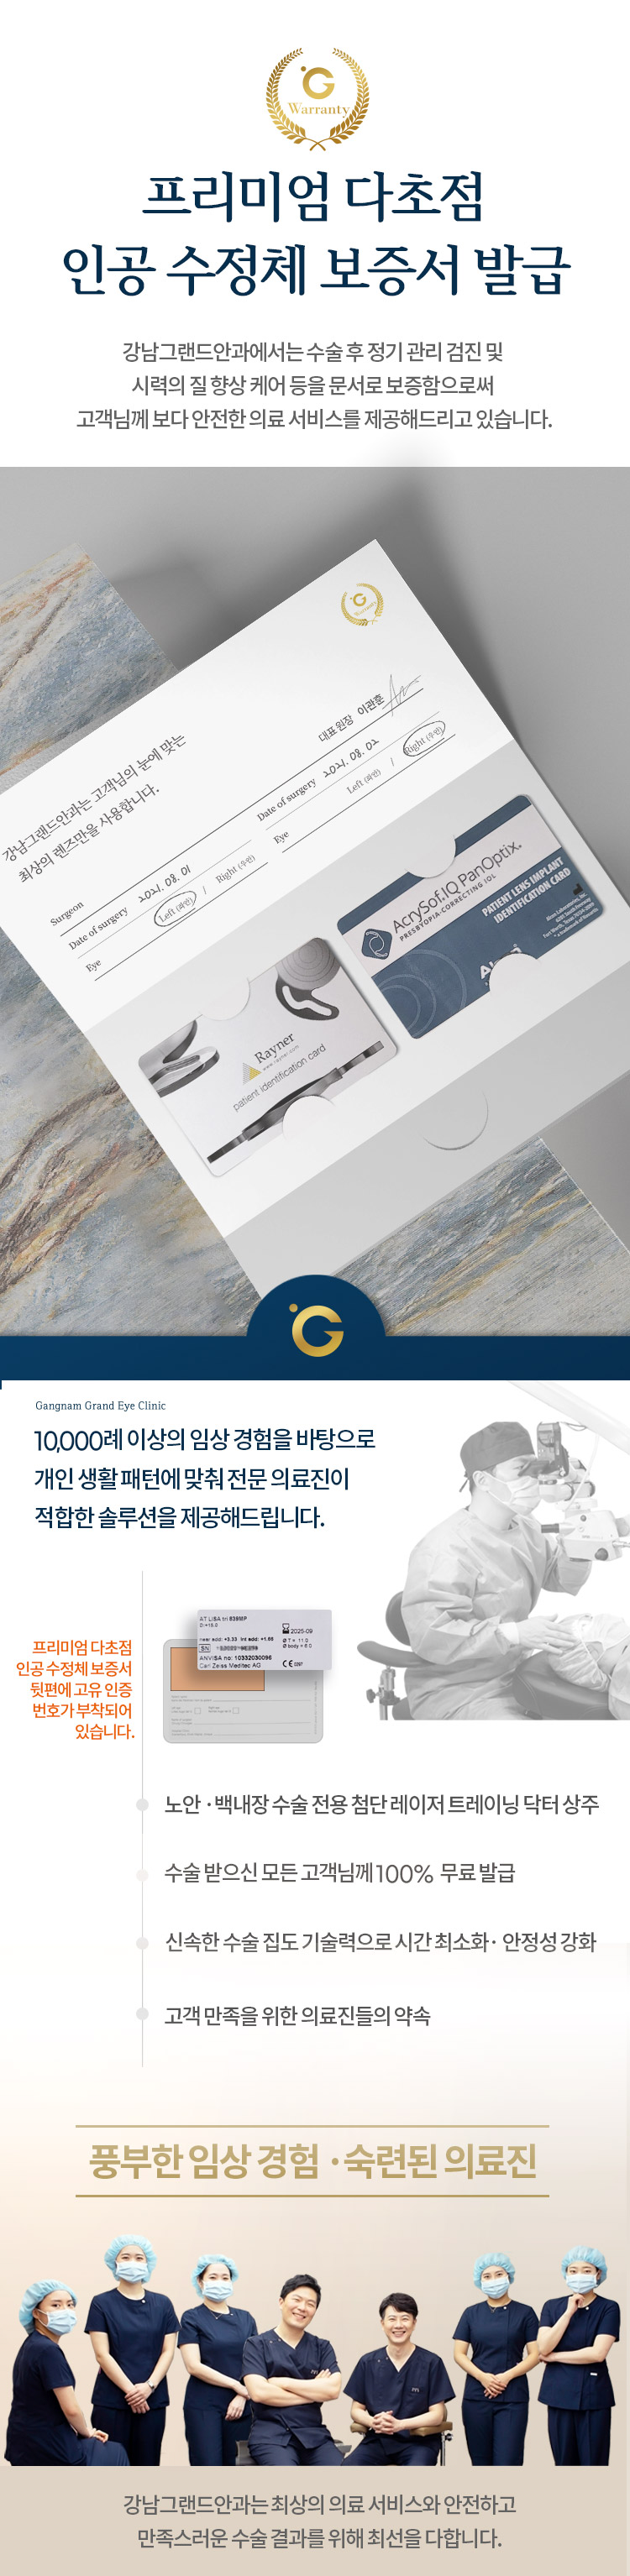 G
Warranty
프리미엄 다초점
인공 수정체 보증서 발급
강남그랜드안과에서는 수술 후 정기 관리 검진 및
시력의 질 향상 케어 등을 문서로 보증함으로써
고객님께 보다 안전한 의료 서비스를 제공해드리고 있습니다.
강남그랜드안과는 고객님의 눈에 맞는
최상의 렌즈만을 사용합니다.
대표원장 이관훈
Surgeon
Date of surgery 2021. 08. 01
Eye Left (좌안) / Right (우안)
Date of surgery 2021. 08. 02
Eye Left (좌안) / Right (우안)
Rayner
www.rayner.com
patient identification card
AcrySof IQ PanOptix
PRESBYOPIA-CORRECTING IOL
PATIENT LENS IMPLANT
IDENTIFICATION CARD
G
Gangnam Grand Eye Clinic
10,000례 이상의 임상 경험을 바탕으로
개인 생활 패턴에 맞춰 전문 의료진이
적합한 솔루션을 제공해드립니다.
프리미엄 다초점
인공 수정체 보증서
뒷편에 고유 인증
번호가 부착되어
있습니다.
AT LISA tri 839MP
2025-09
near add: +3.33 Int add: +1.66
SN
ANVISA no: 10332030096
Carl Zeiss Meditec AG
노안 · 백내장 수술 전용 첨단 레이저 트레이닝 닥터 상주
수술 받으신 모든 고객님께 100% 무료 발급
신속한 수술 집도 기술력으로 시간 최소화 · 안정성 강화
고객 만족을 위한 의료진들의 약속
풍부한 임상 경험 · 숙련된 의료진
강남그랜드안과는 최상의 의료 서비스와 안전하고
만족스러운 수술 결과를 위해 최선을 다합니다.